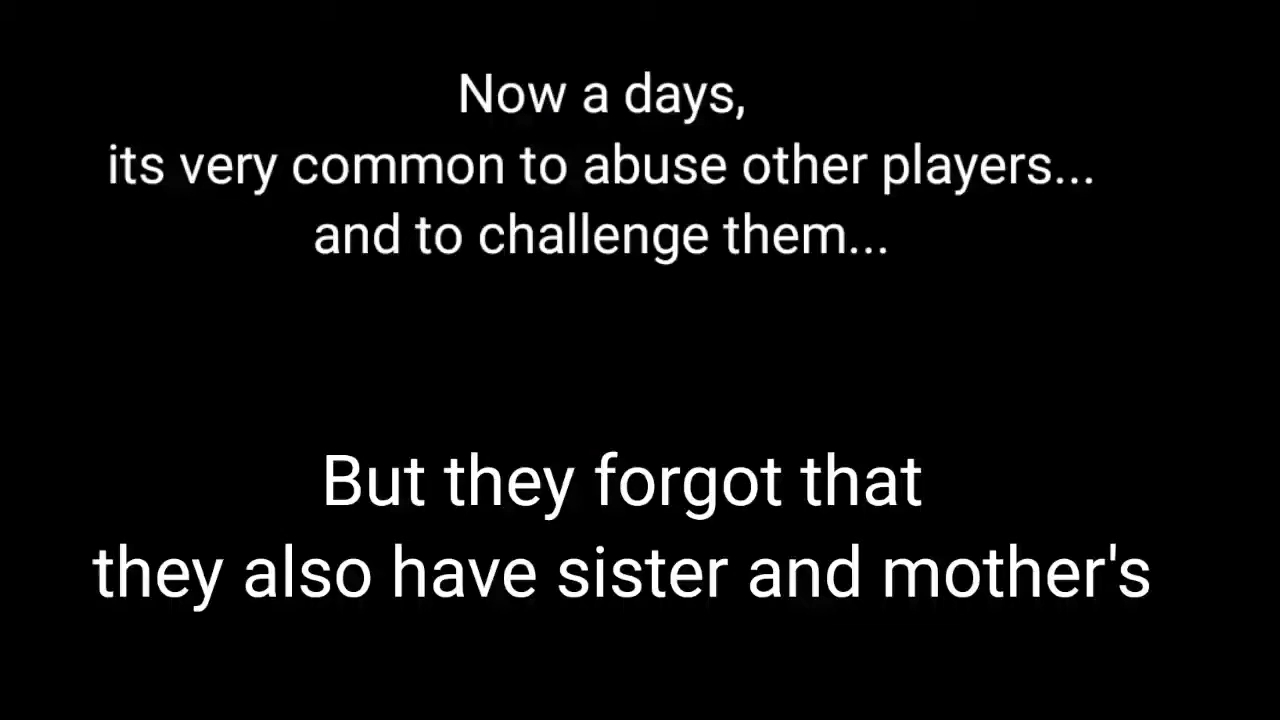 Now a days,
its very common to abuse other players...
and to challenge them...
But they forgot that
they also have sister and mother's